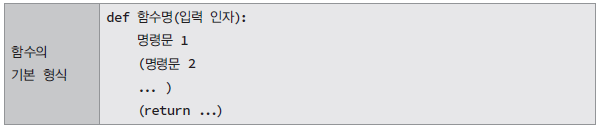 함수의
기본 형식
def 함수명(입력 인자):
    명령문 1
    (명령문 2
    ... )
    (return ...)